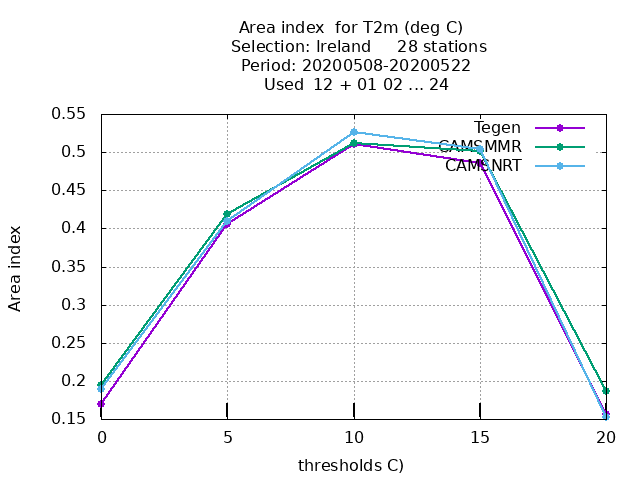 Area index  for T2m (deg C)
Selection: Ireland     28 stations
Period: 20200508-20200522
Used  12 + 01 02 ... 24
Tegen
CAMSMMR
CAMSNRT
0.55
0.5
0.45
0.4
0.35
0.3
0.25
0.2
0.15
Area index
0 5 10 15 20
thresholds C)